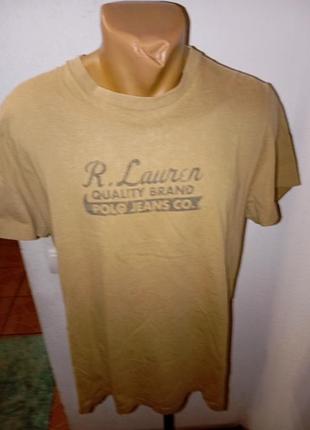 R. Lauren
QUALITY BRAND
POLO JEANS CO.